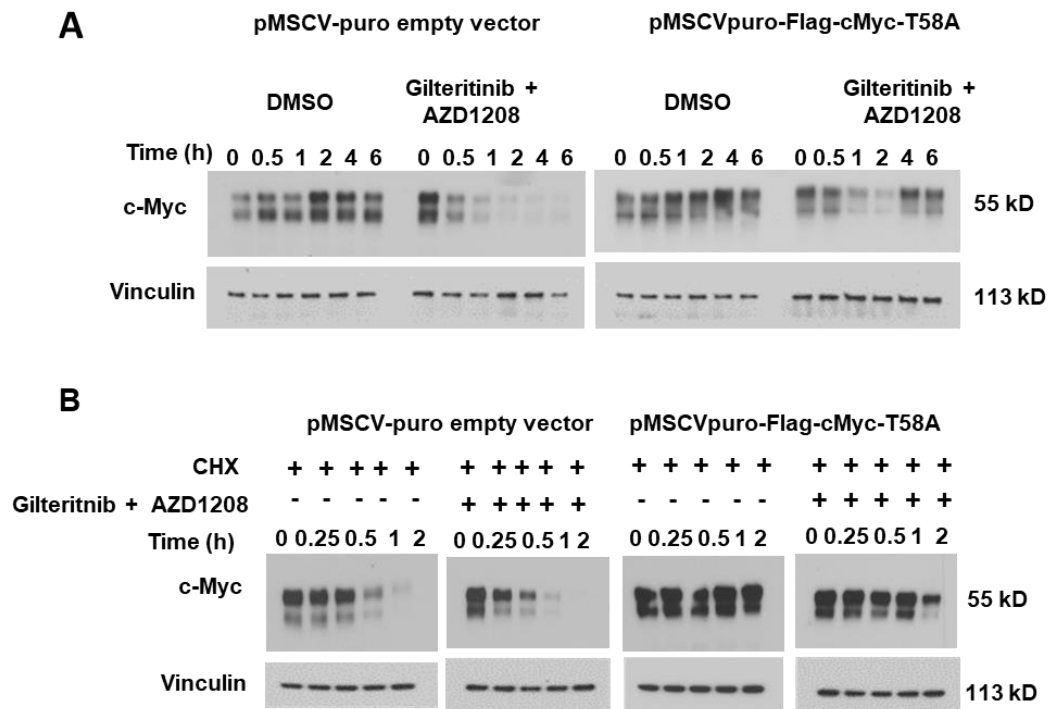 A
pMSCV-puro empty vector pMSCVpuro-Flag-cMyc-T58A
DMSO Gilteritinib + AZD1208 DMSO Gilteritinib + AZD1208
Time (h) 0 0.5 1 2 4 6 0 0.5 1 2 4 6 0 0.5 1 2 4 6 0 0.5 1 2 4 6
c-Myc 55 kD
Vinculin 113 kD
B
pMSCV-puro empty vector pMSCVpuro-Flag-cMyc-T58A
CHX + + + + + + + + + + + + + + + + + + + +
Gilteritnib + AZD1208 - - - - - + + + + + - - - - - + + + + +
Time (h) 0 0.25 0.5 1 2 0 0.25 0.5 1 2 0 0.25 0.5 1 2 0 0.25 0.5 1 2
c-Myc 55 kD
Vinculin 113 kD